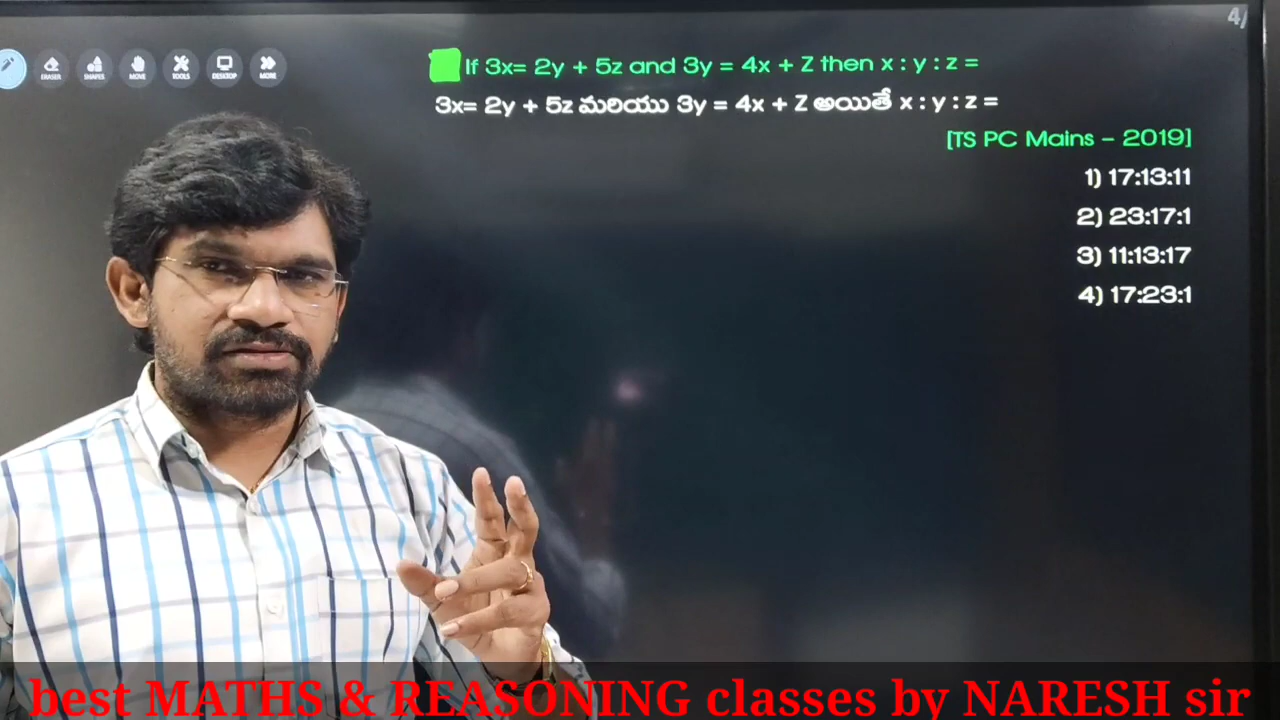 4/
ERASER SHAPES MOVE TOOLS DESKTOP MORE
If 3x= 2y + 5z and 3y = 4x + Z then x : y : z =
3x= 2y + 5z మరియు 3y = 4x + Z అయితే x : y : z =
[TS PC Mains – 2019]
1) 17:13:11
2) 23:17:1
3) 11:13:17
4) 17:23:1
best MATHS & REASONING classes by NARESH sir